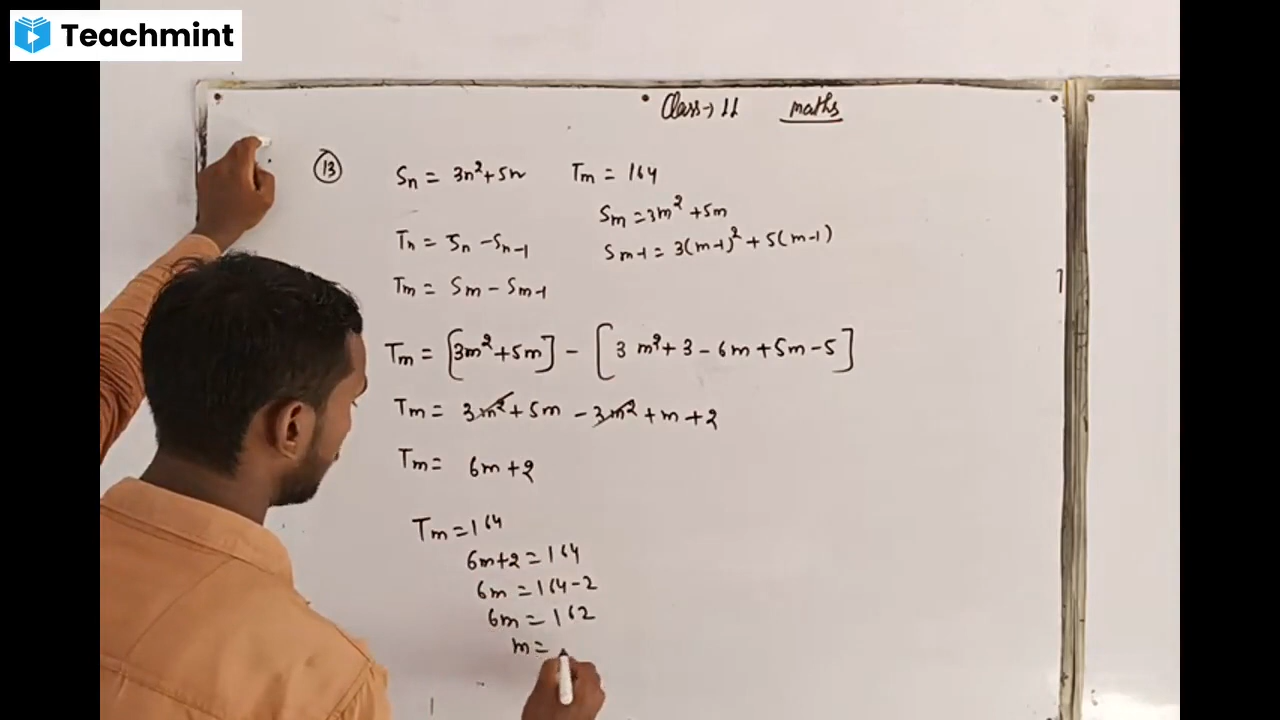 Teachmint
Class→ 11 maths
13 Sn = 3n²+5n Tm = 164
Sm = 3m² + 5m
Tn = Sn - Sn-1 Sm-1 = 3(m-1)² + 5(m-1)
Tm = Sm - Sm-1
Tm = [3m² + 5m] - [3m² + 3 - 6m + 5m - 5]
Tm = 3m² + 5m - 3m² + m + 2
Tm = 6m + 2
Tm = 164
6m+2 = 164
6m = 164-2
6m = 162
m =